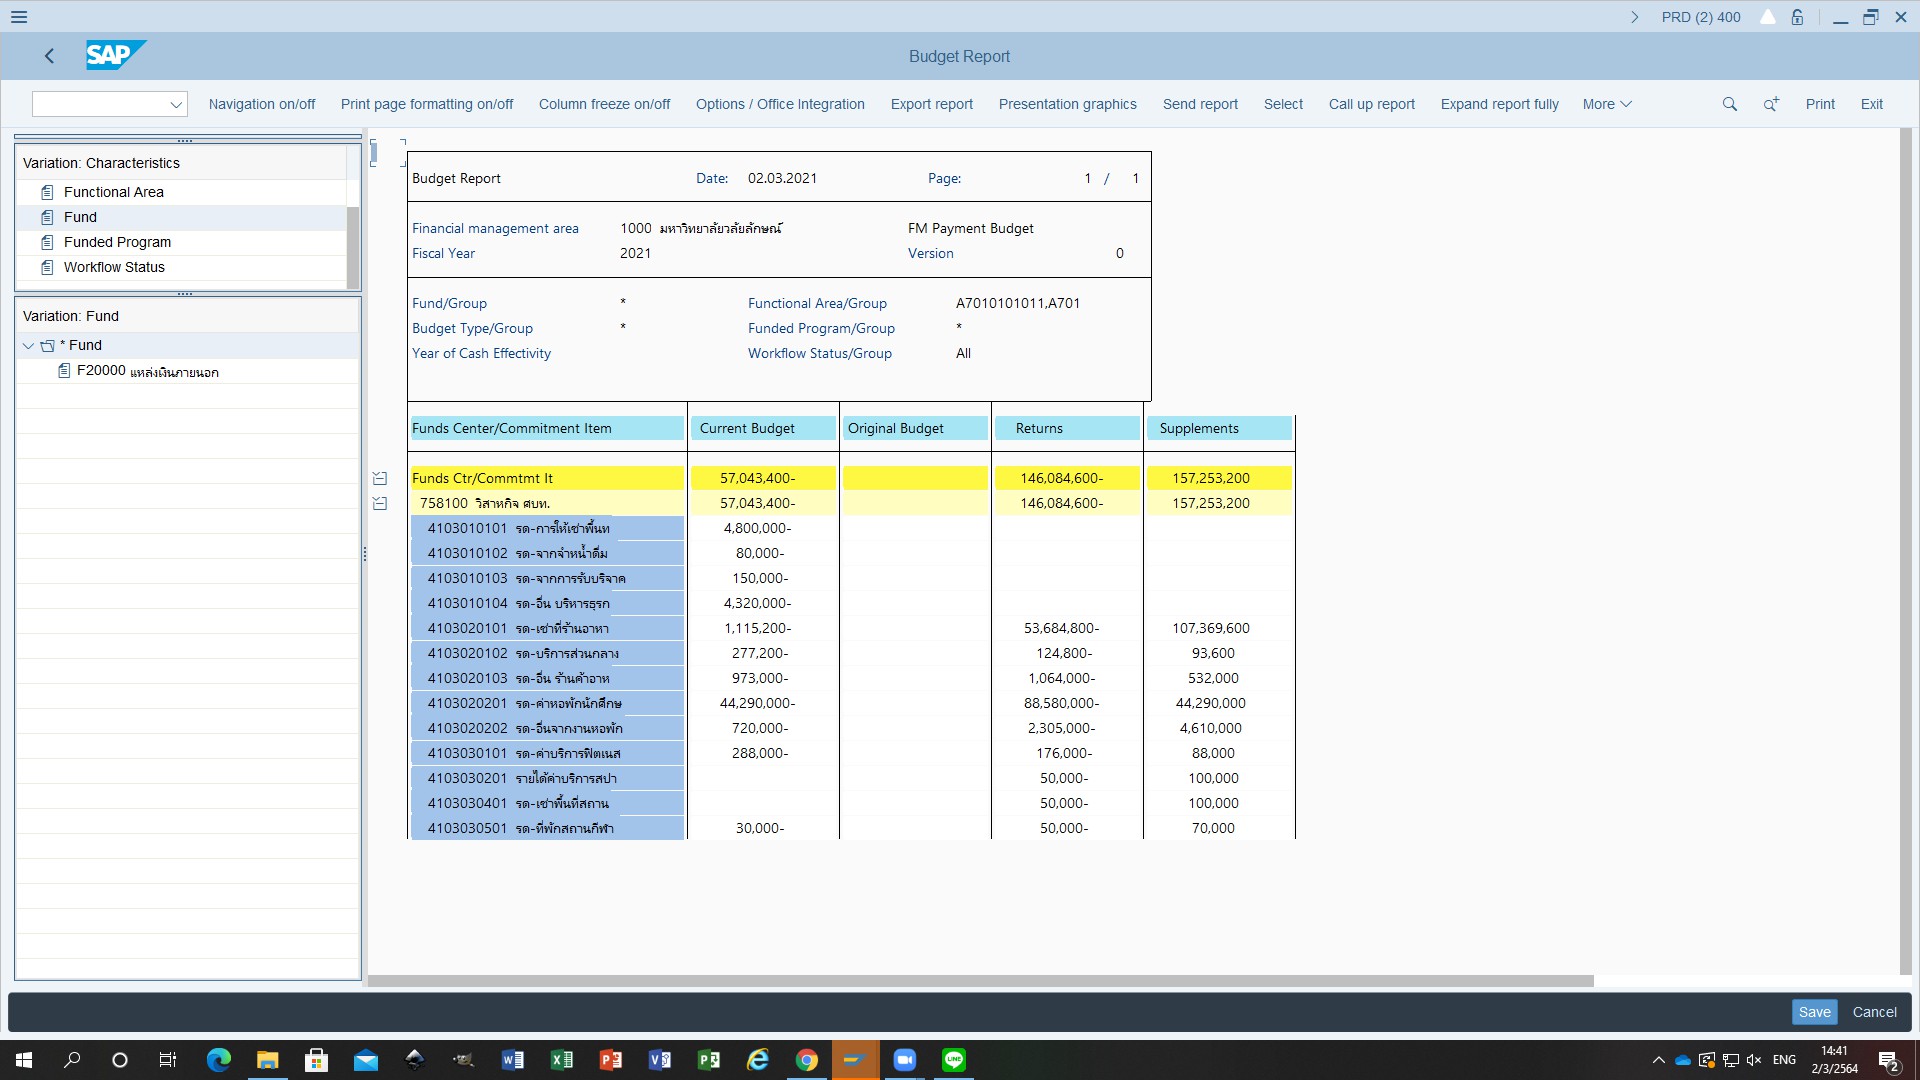 PRD (2) 400
SAP
Budget Report
Navigation on/off Print page formatting on/off Column freeze on/off Options / Office Integration Export report Presentation graphics Send report Select Call up report Expand report fully More Print Exit
Variation: Characteristics
Functional Area
Fund
Funded Program
Workflow Status
Variation: Fund
* Fund
F20000 แหล่งเงินภายนอก
Budget Report Date: 02.03.2021 Page: 1 / 1
Financial management area 1000 มหาวิทยาลัยวลัยลักษณ์ FM Payment Budget
Fiscal Year 2021 Version 0
Fund/Group * Functional Area/Group A7010101011,A701
Budget Type/Group * Funded Program/Group *
Year of Cash Effectivity Workflow Status/Group All
Funds Center/Commitment Item Current Budget Original Budget Returns Supplements
Funds Ctr/Commtmt It 57,043,400- 146,084,600- 157,253,200
758100 วิสาหกิจ ศบท. 57,043,400- 146,084,600- 157,253,200
4103010101 รด-การให้เช่าพื้นท 4,800,000-
4103010102 รด-จากจำหน้ำดื่ม 80,000-
4103010103 รด-จากการรับบริจาค 150,000-
4103010104 รด-อื่น บริหารธุรก 4,320,000-
4103020101 รด-เช่าที่ร้านอาหา 1,115,200- 53,684,800- 107,369,600
4103020102 รด-บริการส่วนกลาง 277,200- 124,800- 93,600
4103020103 รด-อื่น ร้านค้าอาห 973,000- 1,064,000- 532,000
4103020201 รด-ค่าหอพักนักศึกษ 44,290,000- 88,580,000- 44,290,000
4103020202 รด-อื่นจากงานหอพัก 720,000- 2,305,000- 4,610,000
4103030101 รด-ค่าบริการฟิตเนส 288,000- 176,000- 88,000
4103030201 รายได้ค่าบริการสปา 50,000- 100,000
4103030401 รด-เช่าพื้นที่สถาน 50,000- 100,000
4103030501 รด-ที่พักสถานกีฬา 30,000- 50,000- 70,000
Save Cancel
ENG
14:41
2/3/2564
2